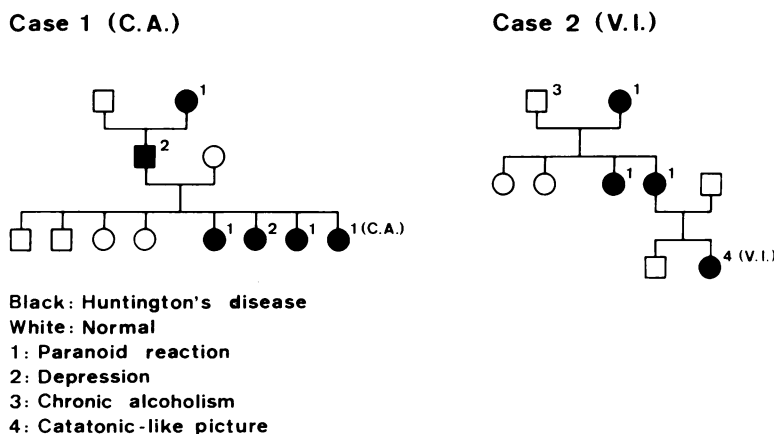 Case 1 (C.A.)
Case 2 (V.I.)
1
3
1
2
1
1
1
2
1
1 (C.A.)
4 (V.I.)
Black: Huntington's disease
White: Normal
1: Paranoid reaction
2: Depression
3: Chronic alcoholism
4: Catatonic-like picture